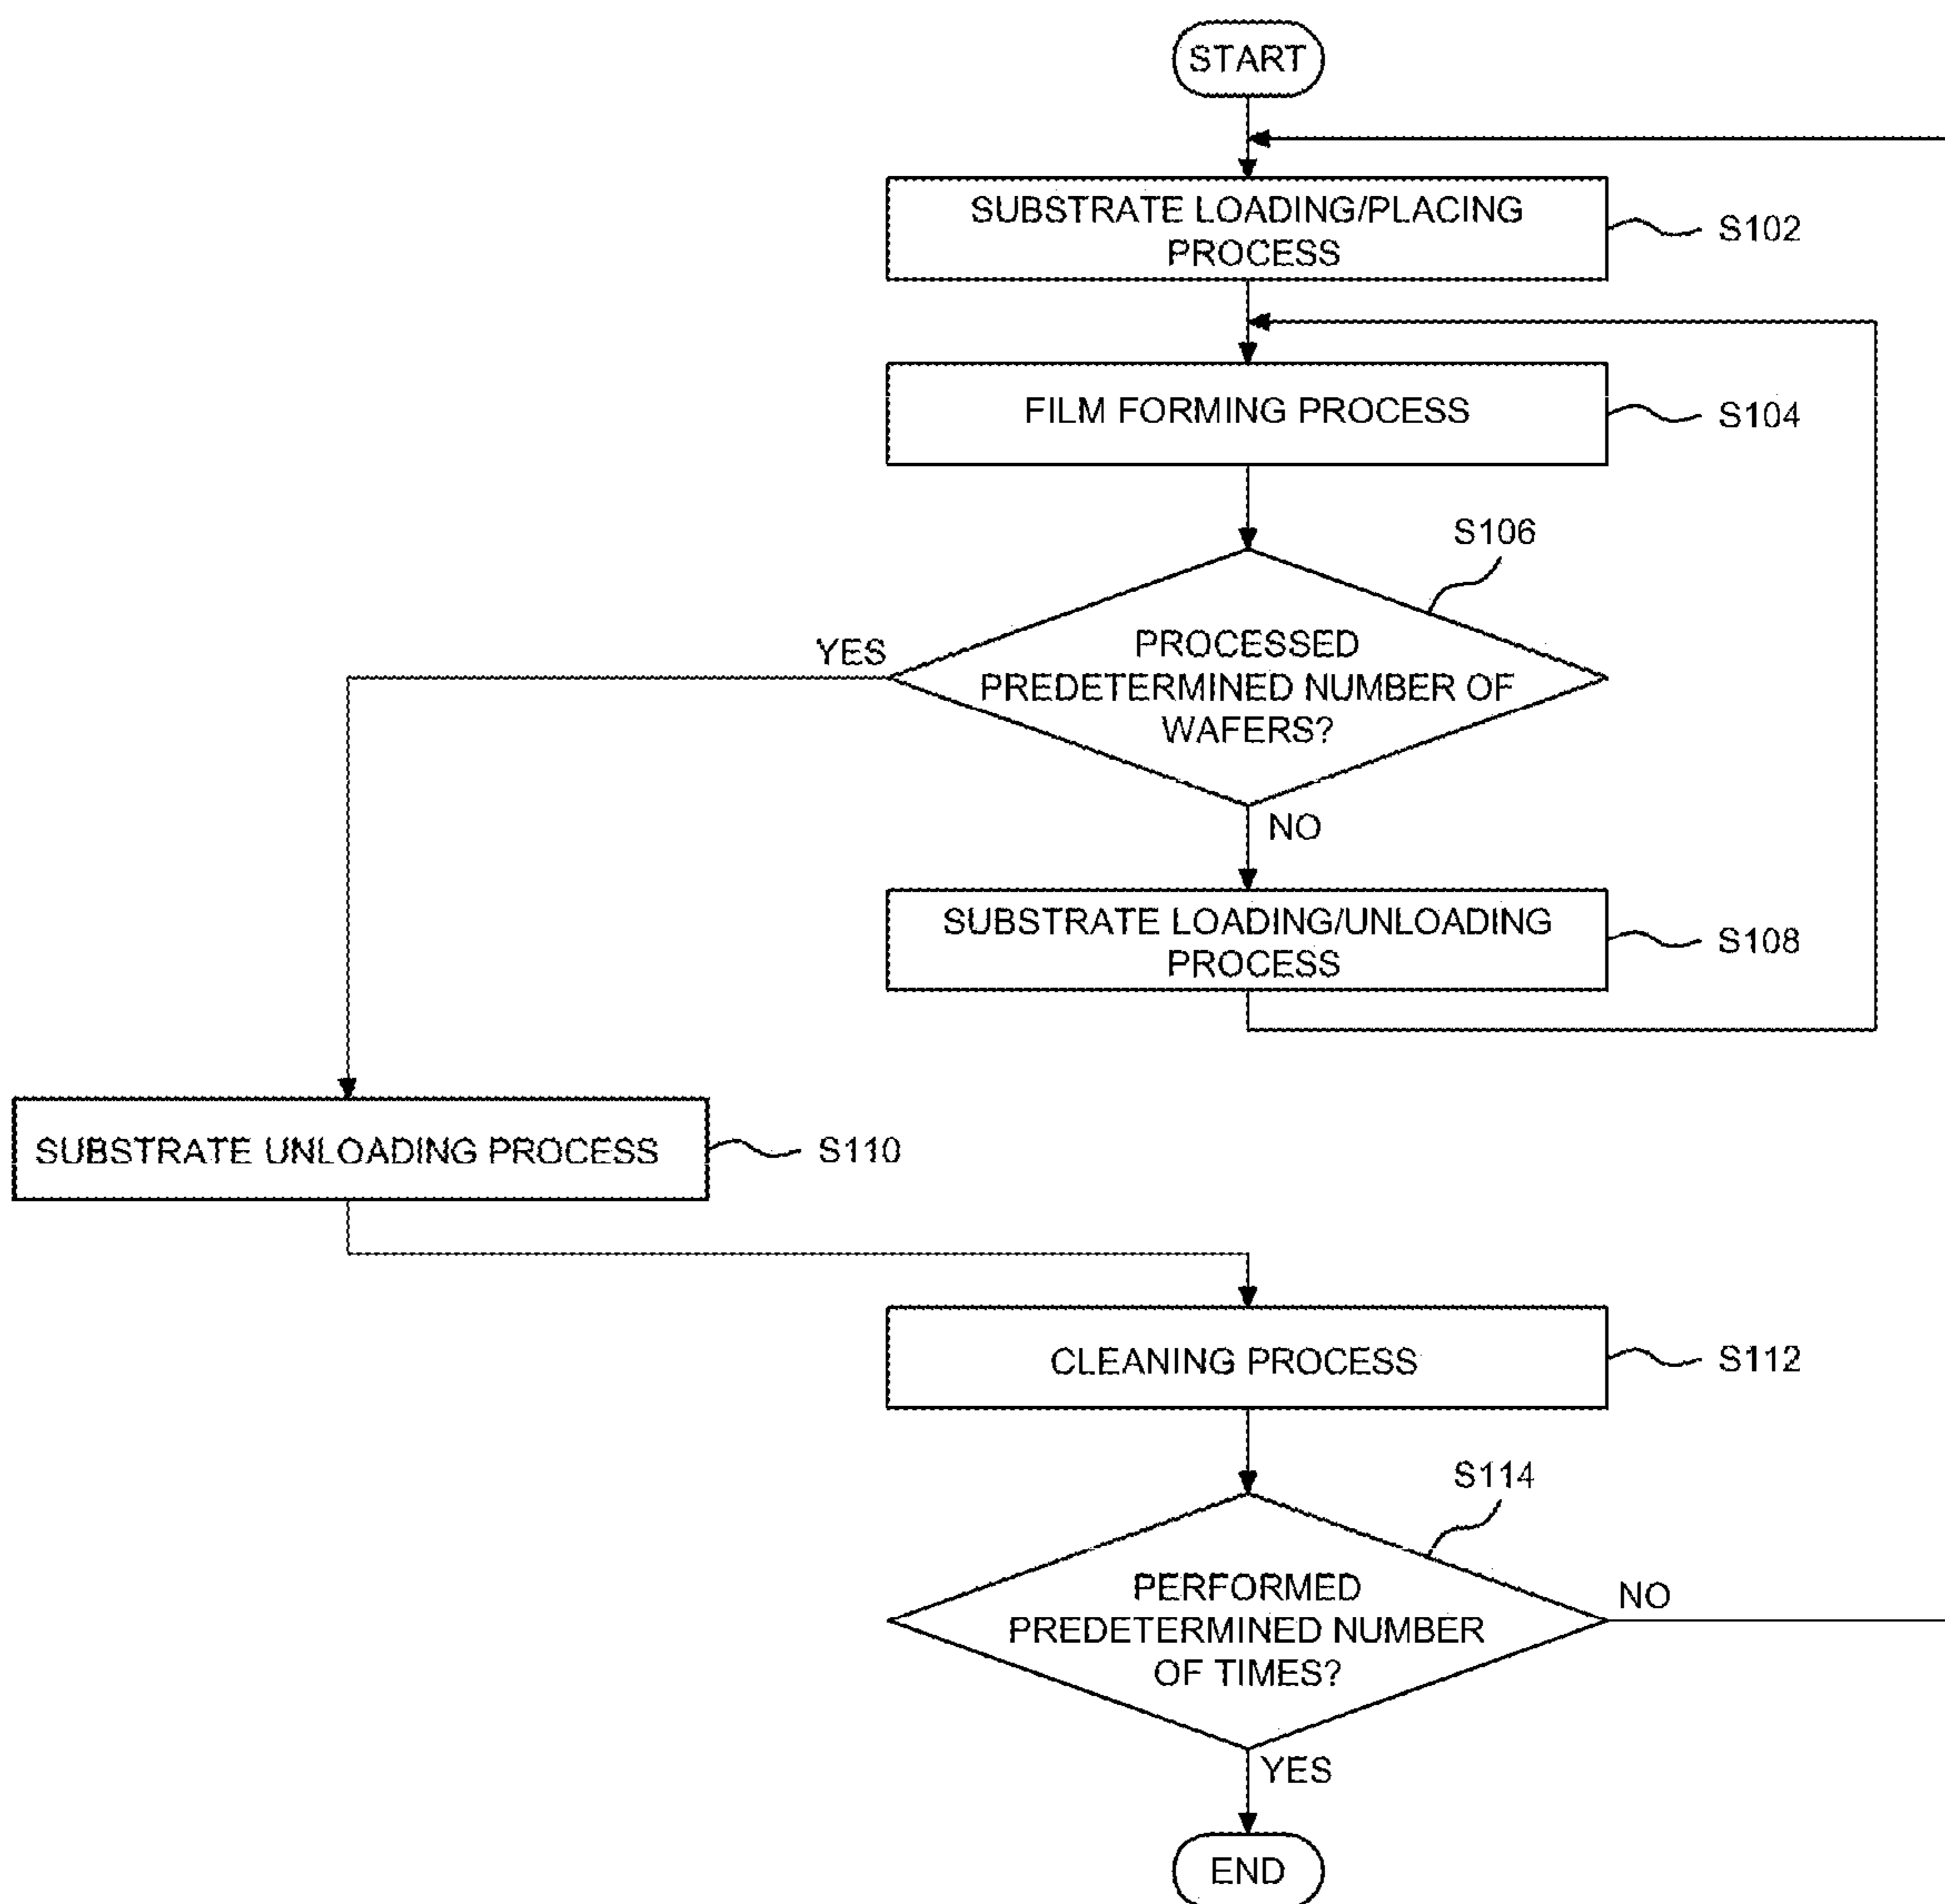 START
SUBSTRATE LOADING/PLACING
PROCESS
S102
FILM FORMING PROCESS
S104
S106
YES
PROCESSED
PREDETERMINED NUMBER OF
WAFERS?
NO
SUBSTRATE LOADING/UNLOADING
PROCESS
S108
SUBSTRATE UNLOADING PROCESS
S110
CLEANING PROCESS
S112
S114
PERFORMED
PREDETERMINED NUMBER
OF TIMES?
NO
YES
END